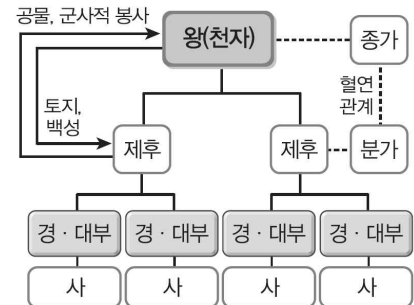 공물, 군사적 봉사
왕(천자)
종가
혈연
관계
토지,
백성
제후
제후
분가
경·대부
경·대부
경·대부
경·대부
사
사
사
사